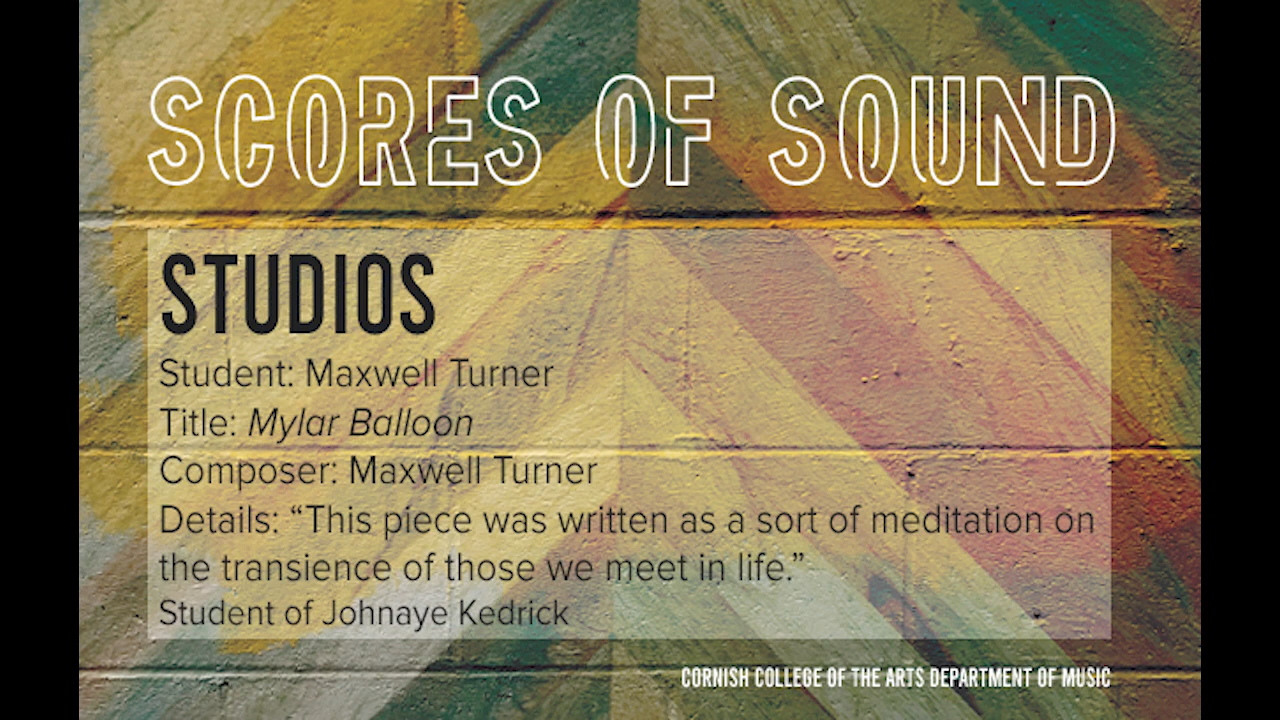 SCORES OF SOUND
STUDIOS
Student: Maxwell Turner
Title: Mylar Balloon
Composer: Maxwell Turner
Details: “This piece was written as a sort of meditation on
the transience of those we meet in life.”
Student of Johnaye Kedrick
CORNISH COLLEGE OF THE ARTS DEPARTMENT OF MUSIC